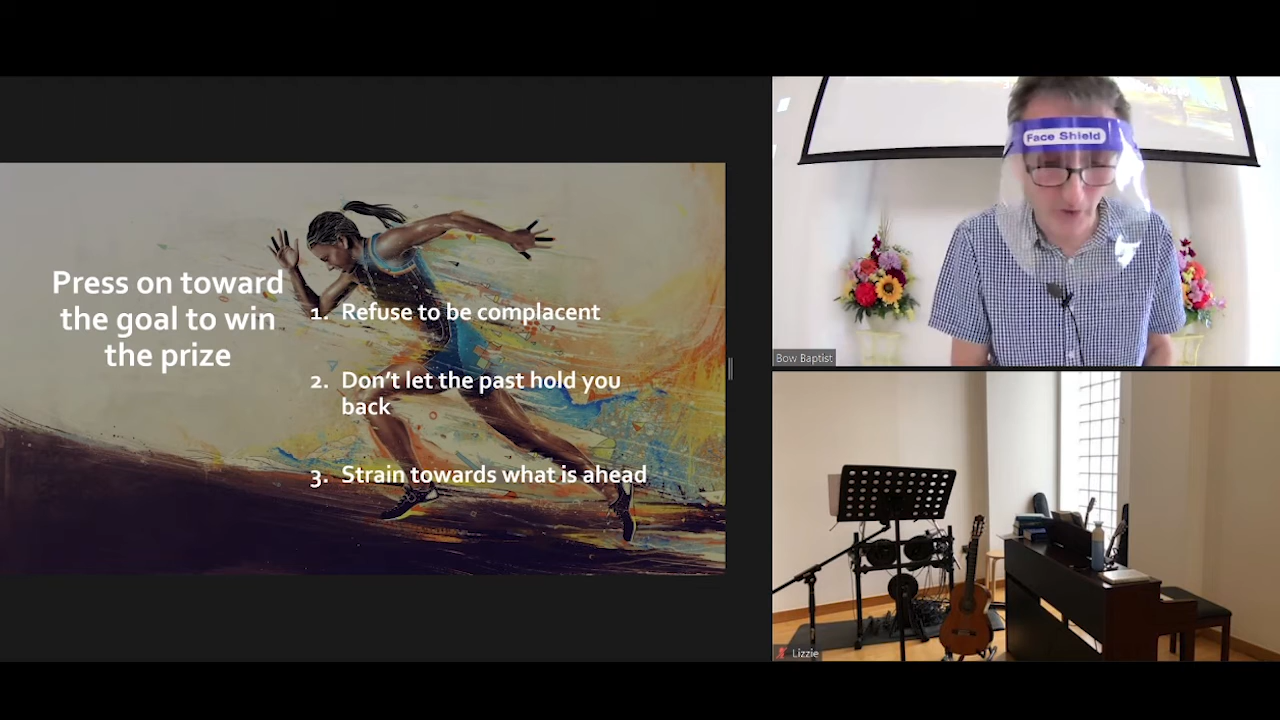 Press on toward
the goal to win
the prize
1. Refuse to be complacent
2. Don't let the past hold you
back
3. Strain towards what is ahead
Face Shield
Bow Baptist
Lizzie